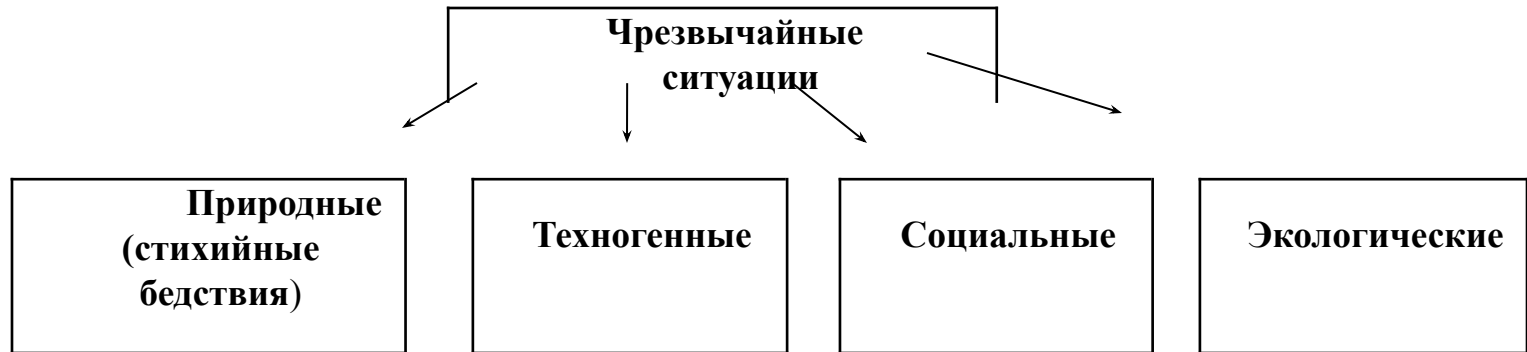 Чрезвычайные
ситуации
Природные
(стихийные
бедствия)
Техногенные
Социальные
Экологические